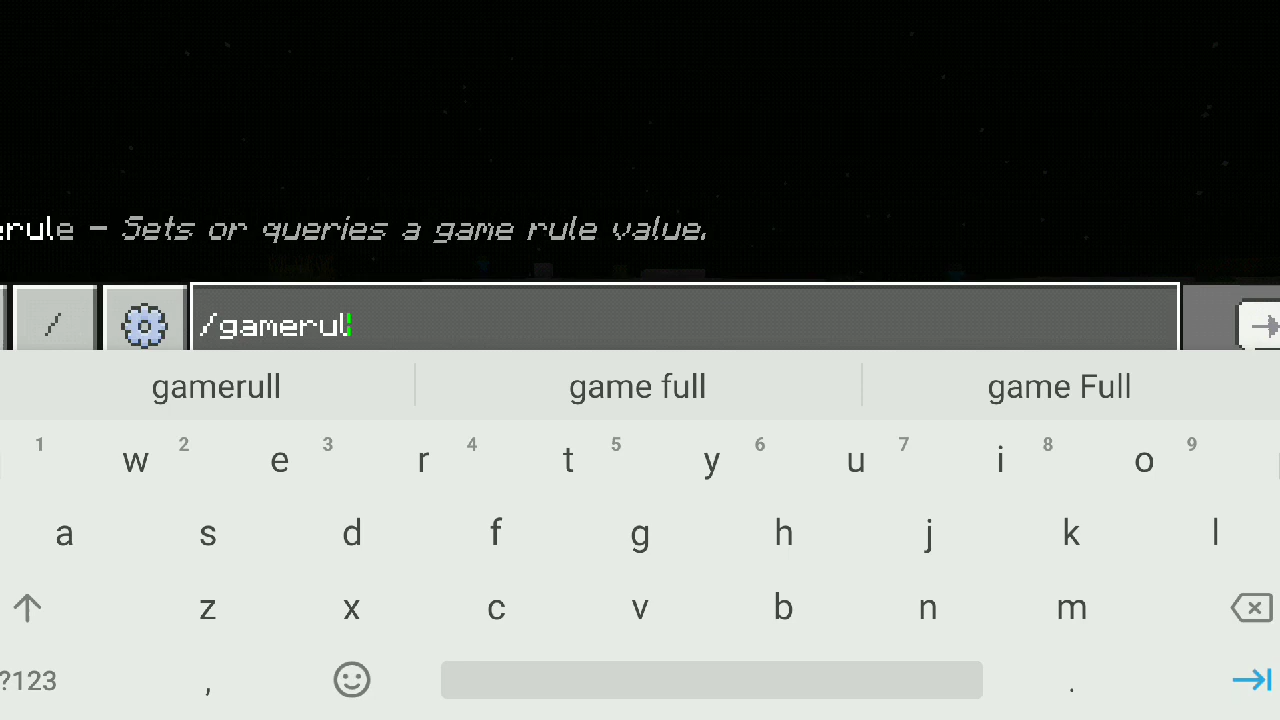 erule - Sets or queries a game rule value.
/ /gamerul
gamerull game full game Full
1 2 3 4 5 6 7 8 9
w e r t y u i o
a s d f g h j k l
z x c v b n m
?123 , .